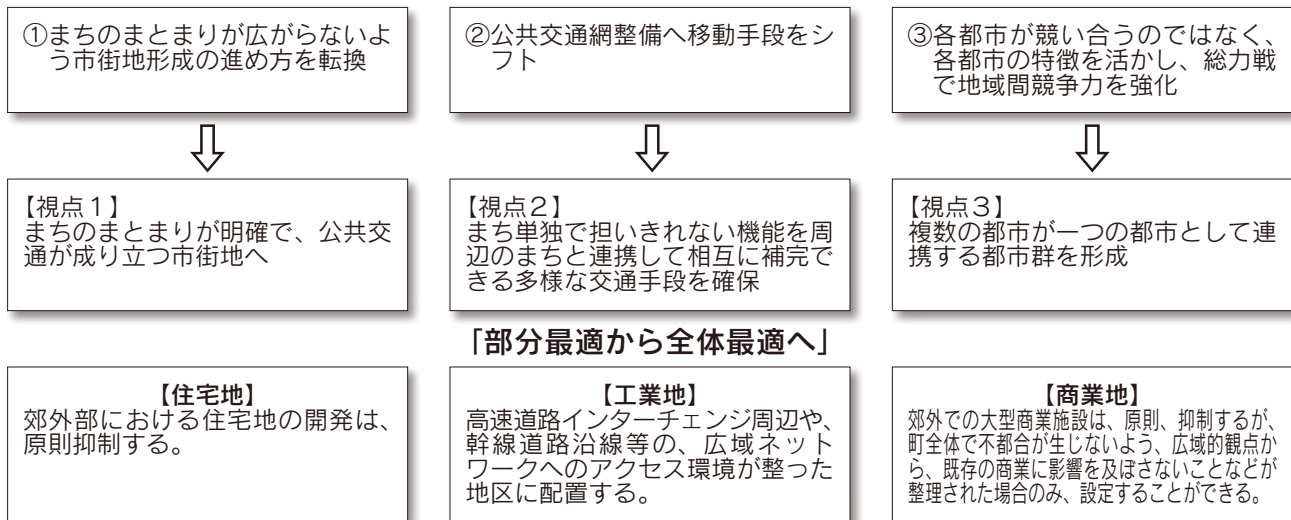 ①まちのまとまりが広がらないよ
う市街地形成の進め方を転換
②公共交通網整備へ移動手段をシ
フト
③各都市が競い合うのではなく、
各都市の特徴を活かし、総力戦
で地域間競争力を強化
【視点１】
まちのまとまりが明確で、公共交
通が成り立つ市街地へ
【視点２】
まち単独で担いきれない機能を周
辺のまちと連携して相互に補完で
きる多様な交通手段を確保
【視点３】
複数の都市が一つの都市として連
携する都市群を形成
「部分最適から全体最適へ」
【住宅地】
郊外部における住宅地の開発は、
原則抑制する。
【工業地】
高速道路インターチェンジ周辺や、
幹線道路沿線等の、広域ネット
ワークへのアクセス環境が整った
地区に配置する。
【商業地】
郊外での大型商業施設は、原則、抑制するが、
町全体で不都合が生じないよう、広域的観点か
ら、既存の商業に影響を及ぼさないことなどが
整理された場合のみ、設定することができる。